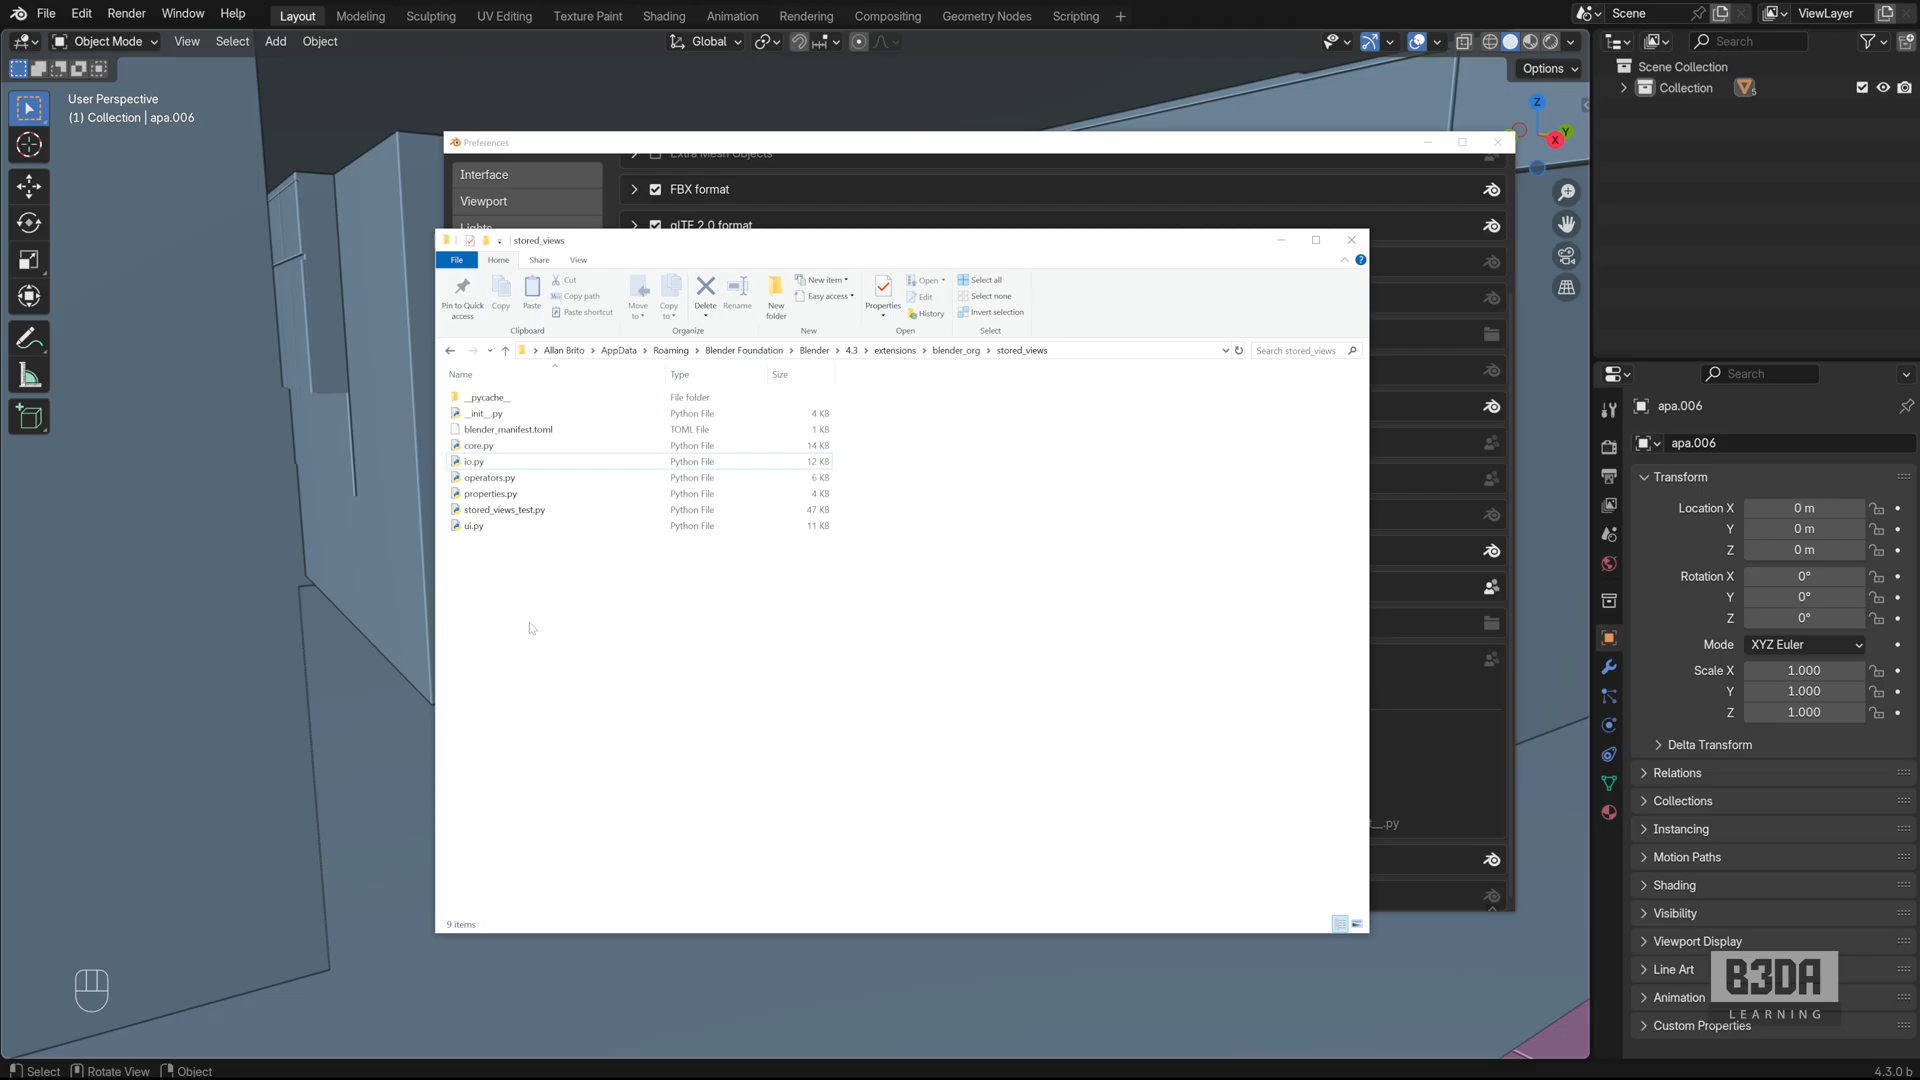 File Edit Render Window Help Layout Modeling Sculpting UV Editing Texture Paint Shading Animation Rendering Compositing Geometry Nodes Scripting + Scene ViewLayer
Object Mode View Select Add Object Global Search
Options
Scene Collection
Collection 5
User Perspective
(1) Collection | apa.006
Z
Y
X
Preferences
Extra Mesh Objects
Interface
FBX format
Viewport
Lights
glTF 2.0 format
stored_views
File Home Share View
Pin to Quick access
Copy
Paste
Cut
Copy path
Paste shortcut
Clipboard
Move to
Copy to
Delete
Rename
Organize
New folder
New item
Easy access
New
Properties
Open
Edit
History
Open
Select all
Select none
Invert selection
Select
Allan Brito > AppData > Roaming > Blender Foundation > Blender > 4.3 > extensions > blender_org > stored_views
Search stored_views
Name Type Size
__pycache__ File folder
__init__.py Python File 4 KB
blender_manifest.toml TOML File 1 KB
core.py Python File 14 KB
io.py Python File 12 KB
operators.py Python File 6 KB
properties.py Python File 4 KB
stored_views_test.py Python File 47 KB
ui.py Python File 11 KB
9 items
__.py
Search
apa.006
apa.006
Transform
Location X 0 m
Y 0 m
Z 0 m
Rotation X 0°
Y 0°
Z 0°
Mode XYZ Euler
Scale X 1.000
Y 1.000
Z 1.000
Delta Transform
Relations
Collections
Instancing
Motion Paths
Shading
Visibility
Viewport Display
Line Art
Animation
Custom Properties
B3DA
LEARNING
Select Rotate View Object 4.3.0 b